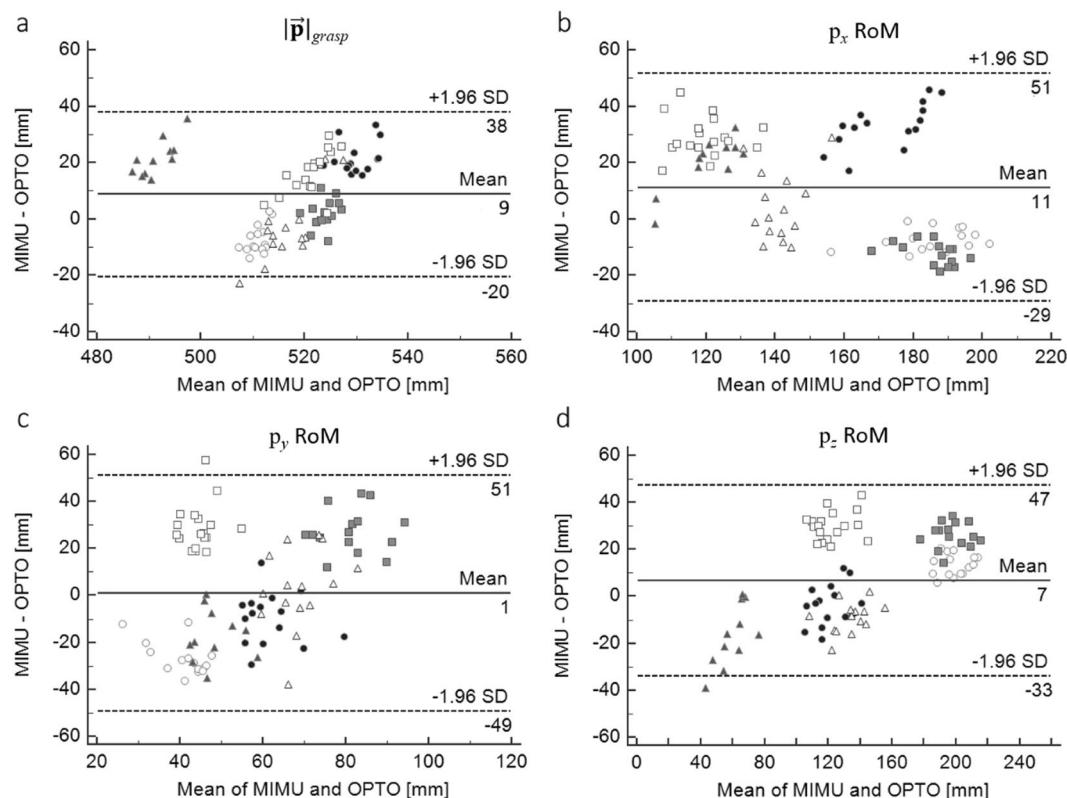 a
|p⃗|grasp
60
40
20
0
-20
-40
MIMU - OPTO [mm]
+1.96 SD
38
Mean
9
-1.96 SD
-20
480 500 520 540 560
Mean of MIMU and OPTO [mm]
b
px RoM
60
40
20
0
-20
-40
MIMU - OPTO [mm]
+1.96 SD
51
Mean
11
-1.96 SD
-29
100 120 140 160 180 200 220
Mean of MIMU and OPTO [mm]
c
py RoM
60
40
20
0
-20
-40
-60
MIMU - OPTO [mm]
+1.96 SD
51
Mean
1
-1.96 SD
-49
20 40 60 80 100 120
Mean of MIMU and OPTO [mm]
d
pz RoM
60
40
20
0
-20
-40
-60
MIMU - OPTO [mm]
+1.96 SD
47
Mean
7
-1.96 SD
-33
0 40 80 120 160 200 240
Mean of MIMU and OPTO [mm]